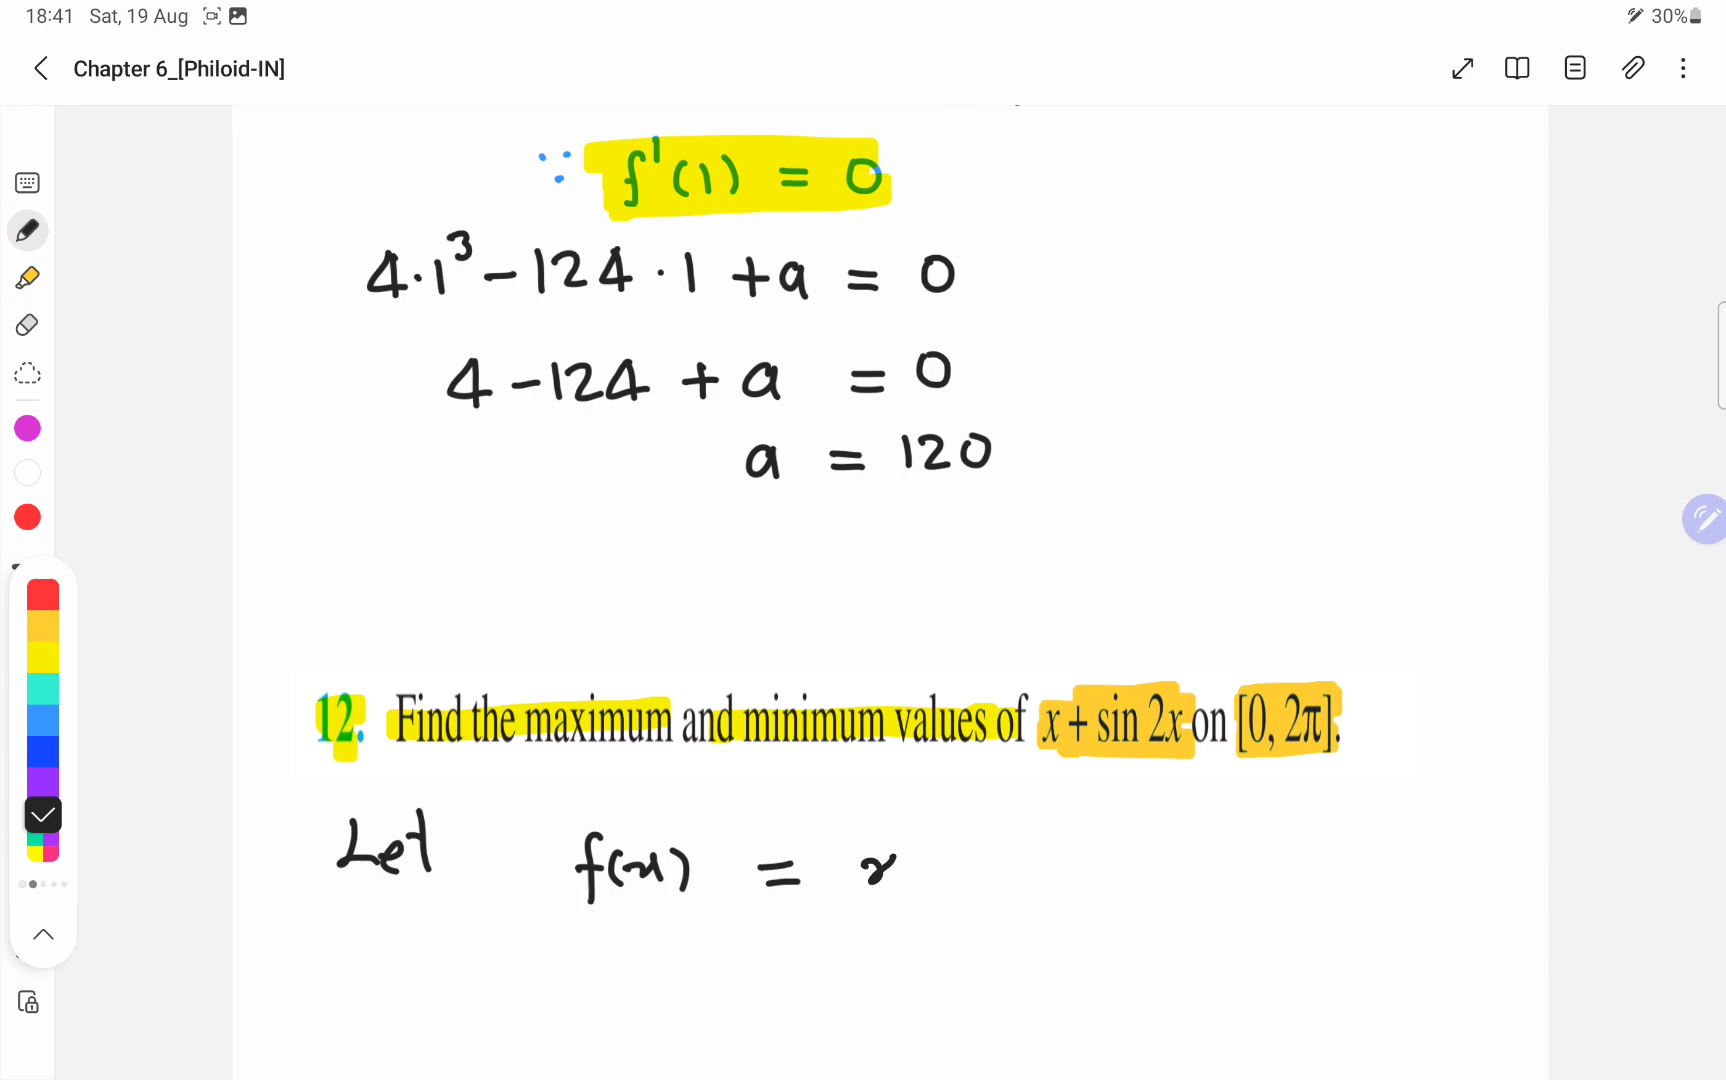 18:41 Sat, 19 Aug 30%
Chapter 6_[Philoid-IN]
∵ f'(1) = 0
4·1³ - 124·1 + a = 0
4 - 124 + a = 0
a = 120
12. Find the maximum and minimum values of x + sin 2x on [0, 2π].
Let f(x) = x